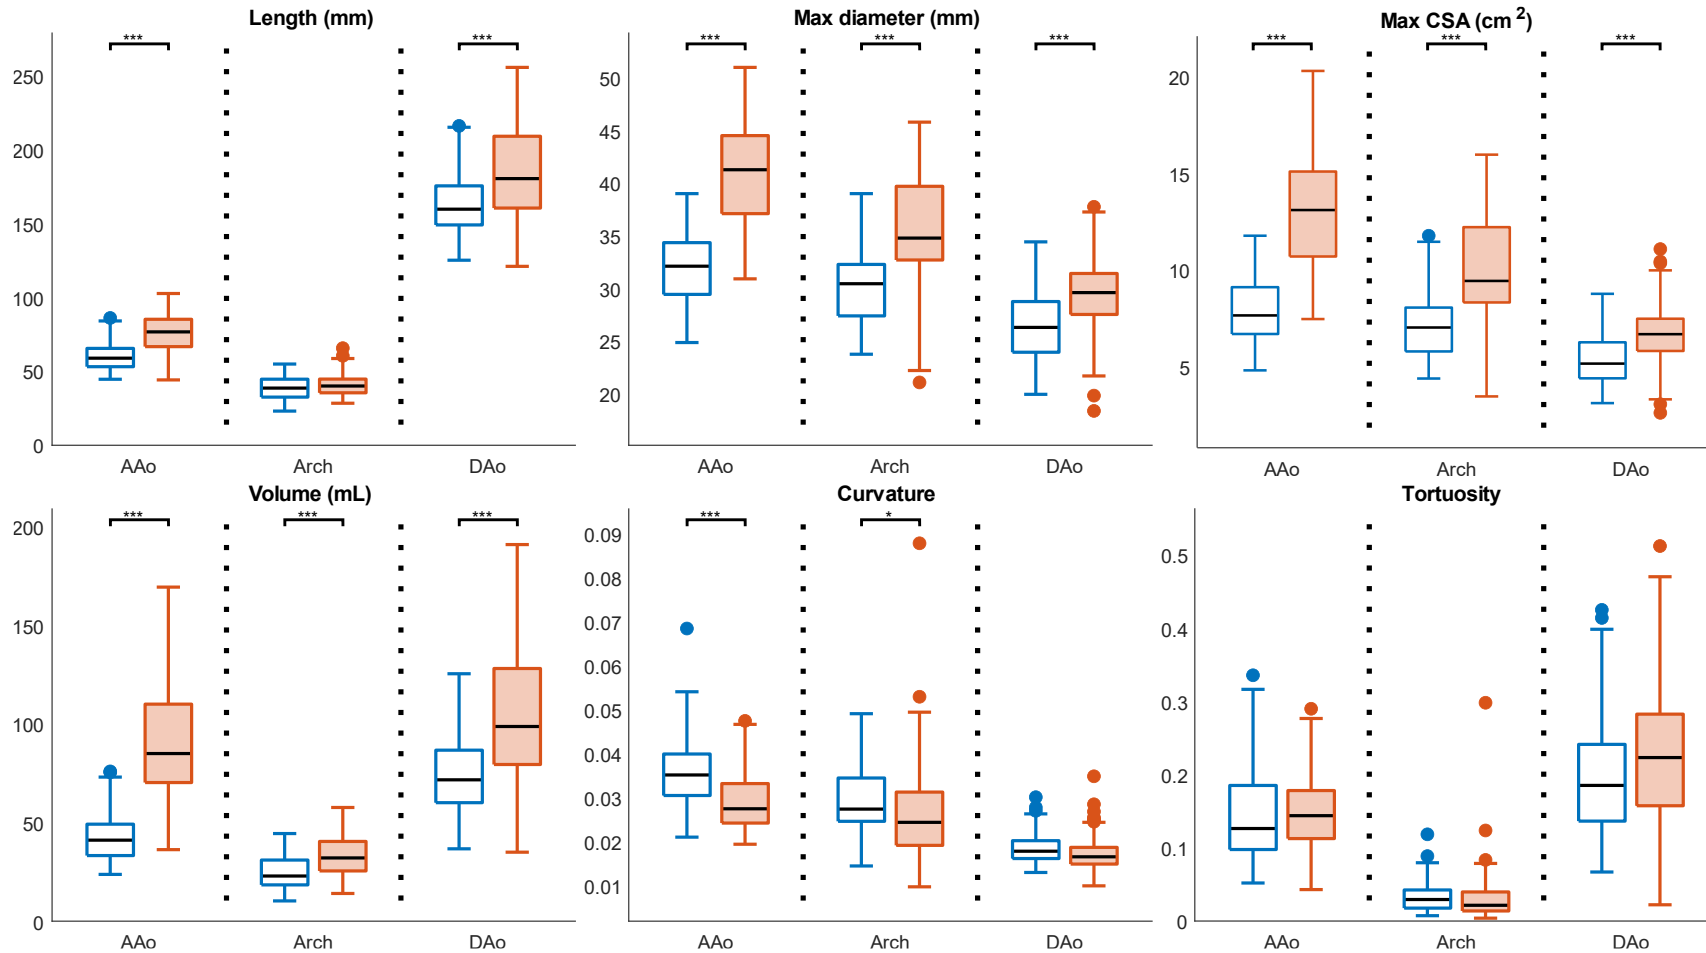 Length (mm)
***
***
250
200
150
100
50
0
AAo
Arch
DAo
Max diameter (mm)
***
***
***
50
45
40
35
30
25
20
AAo
Arch
DAo
Max CSA (cm 2)
***
***
***
20
15
10
5
AAo
Arch
DAo
Volume (mL)
***
***
***
200
150
100
50
0
AAo
Arch
DAo
Curvature
***
*
0.09
0.08
0.07
0.06
0.05
0.04
0.03
0.02
0.01
AAo
Arch
DAo
Tortuosity
0.5
0.4
0.3
0.2
0.1
0
AAo
Arch
DAo